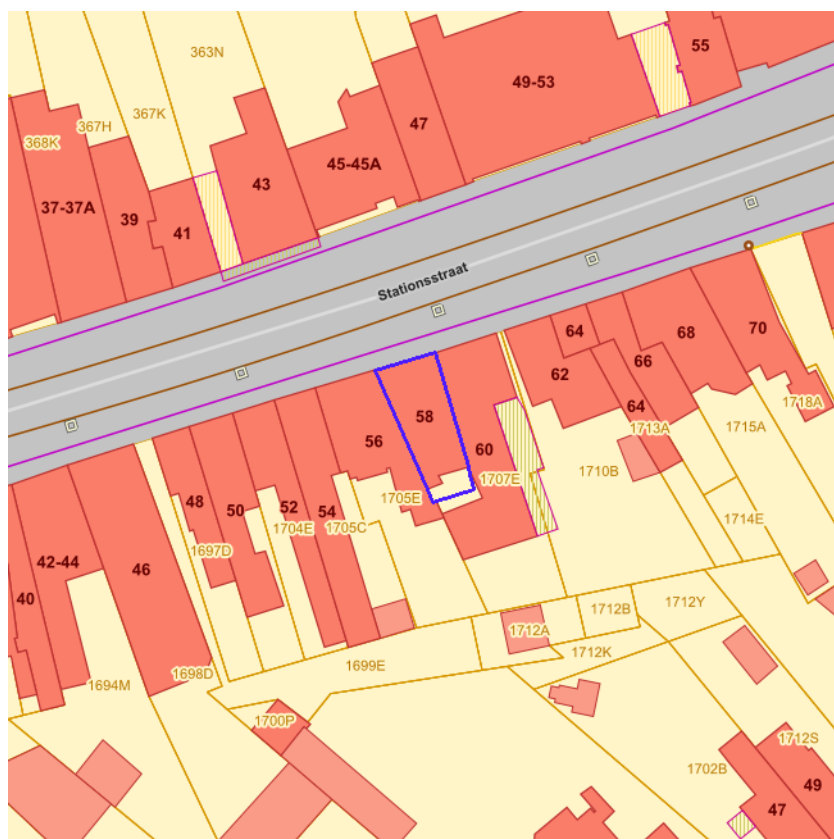 363N
55
49-53
367K
367H
47
368K
45-45A
43
37-37A
39
41
Stationsstraat
64
68
70
66
62
58
64
1718A
56
1713A
1715A
60
1710B
1707E
1705E
48
50
52
54
1705C
1704E
1714E
1697D
42-44
46
40
1712Y
1712B
1712A
1712K
1699E
1698D
1694M
1700P
1712S
1702B
49
47